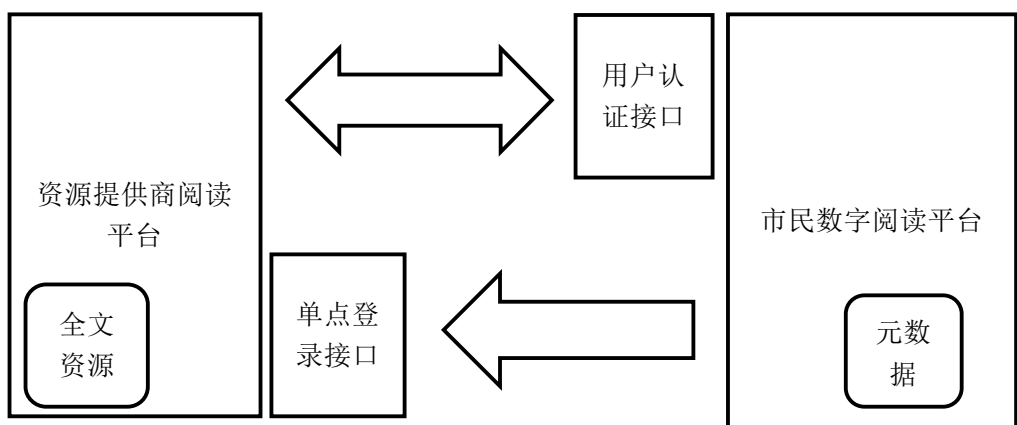 用户认
证接口
资源提供商阅读
平台
市民数字阅读平台
单点登
录接口
全文
资源
元数
据